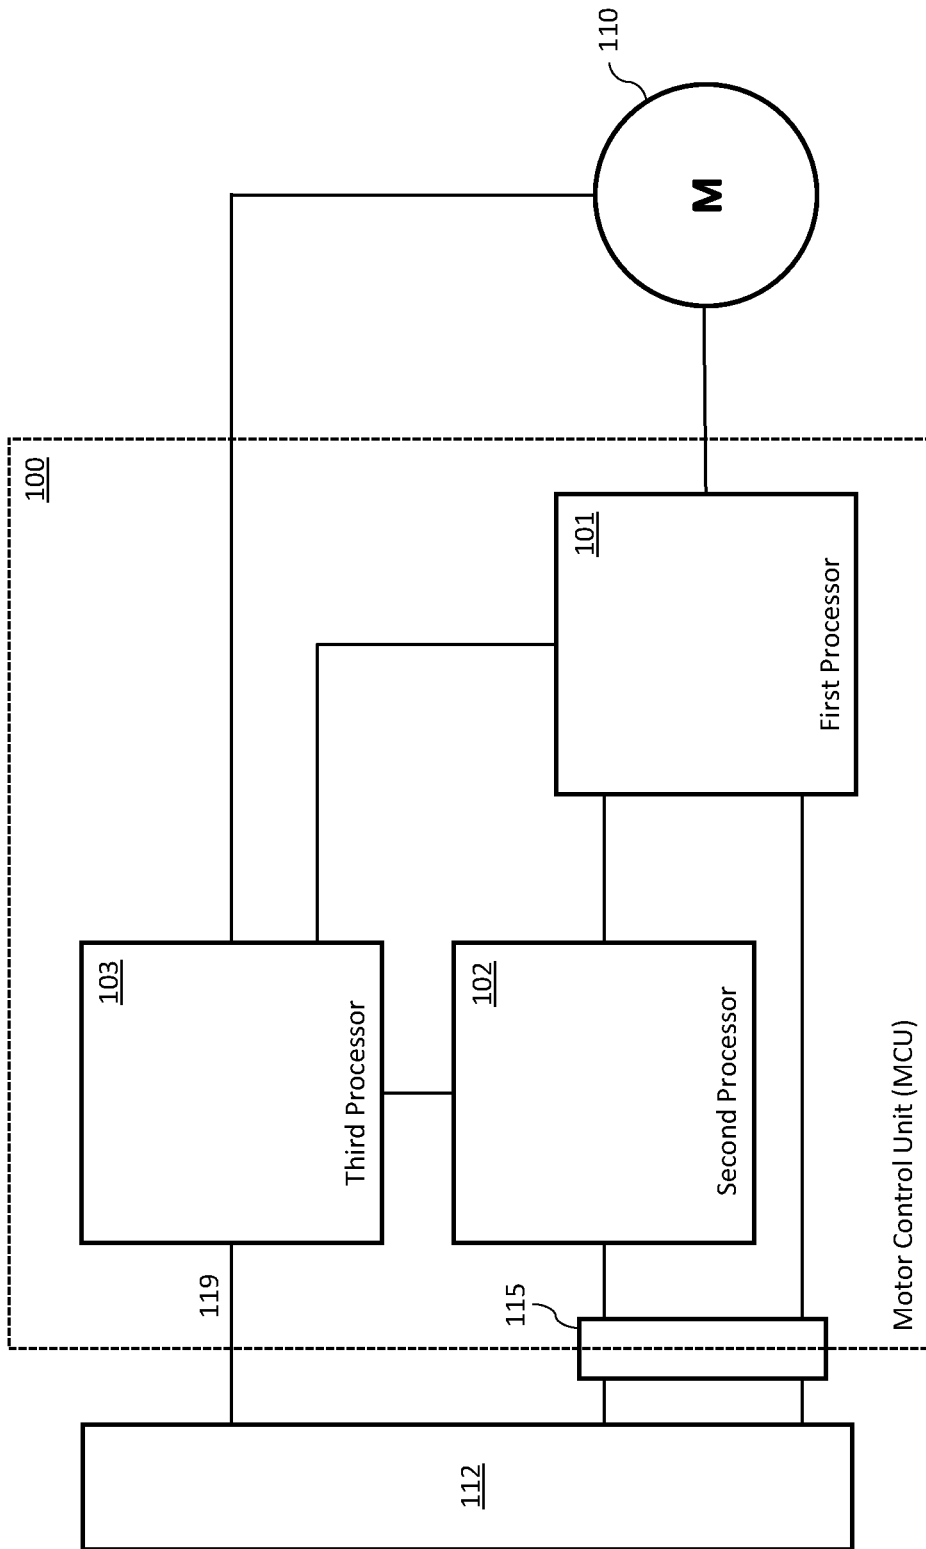 100
110
M
103
Third Processor
101
First Processor
102
Second Processor
119
115
112
Motor Control Unit (MCU)